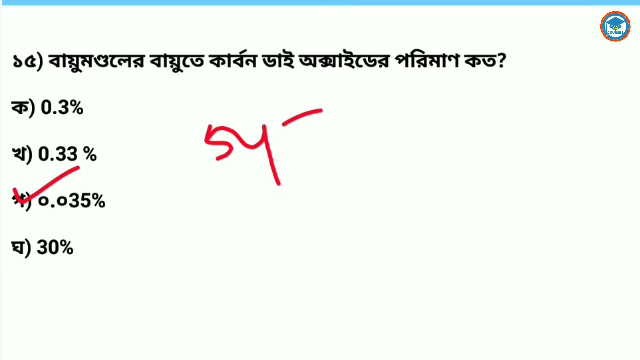 ১৫) বায়ুমণ্ডলের বায়ুতে কার্বন ডাই অক্সাইডের পরিমাণ কত?
ক) 0.3%
খ) 0.33 %
গ) ০.০35%
ঘ) 30%